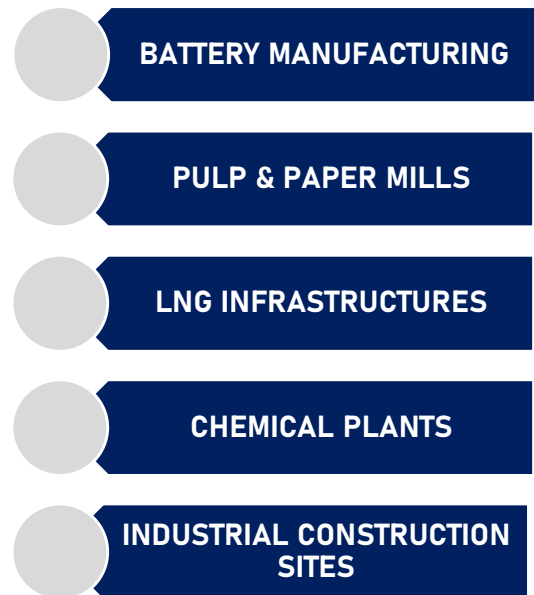 BATTERY MANUFACTURING
PULP & PAPER MILLS
LNG INFRASTRUCTURES
CHEMICAL PLANTS
INDUSTRIAL CONSTRUCTION
SITES